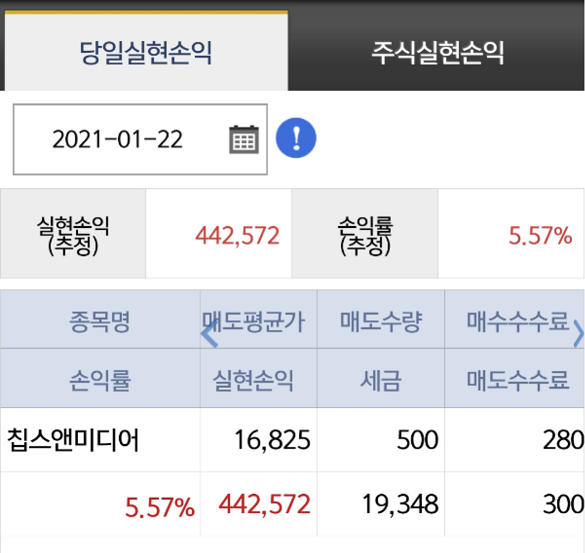 당일실현손익 주식실현손익
2021-01-22
실현손익 442,572 손익률 5.57%
(추정) (추정)
종목명 매도평균가 매도수량 매수수수료
손익률 실현손익 세금 매도수수료
칩스앤미디어 16,825 500 280
5.57% 442,572 19,348 300